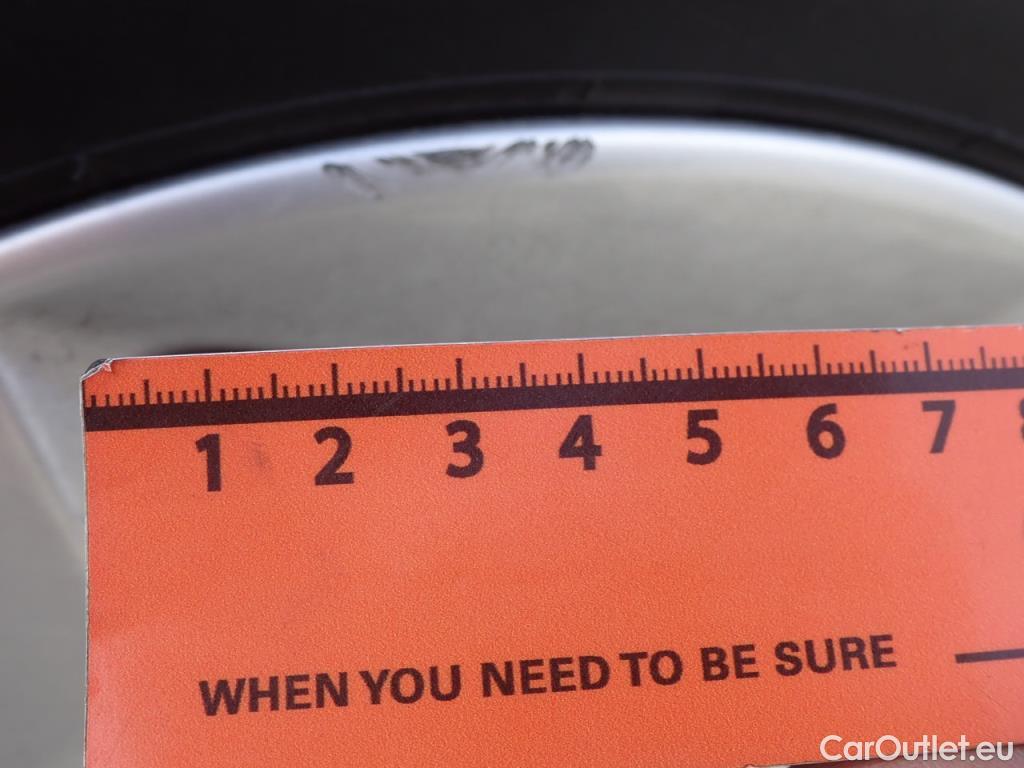 1 2 3 4 5 6 7
WHEN YOU NEED TO BE SURE
CarOutlet.eu